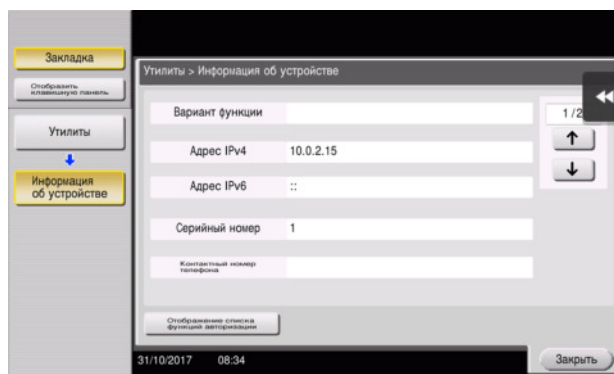 Закладка
Отобразить
клавишную панель
Утилиты
Информация
об устройстве
Утилиты > Информация об устройстве
Вариант функции
1/2
Адрес IPv4 10.0.2.15
Адрес IPv6 ::
Серийный номер 1
Контактный номер
телефона
Отображение списка
функций авторизации
31/10/2017 08:34
Закрыть